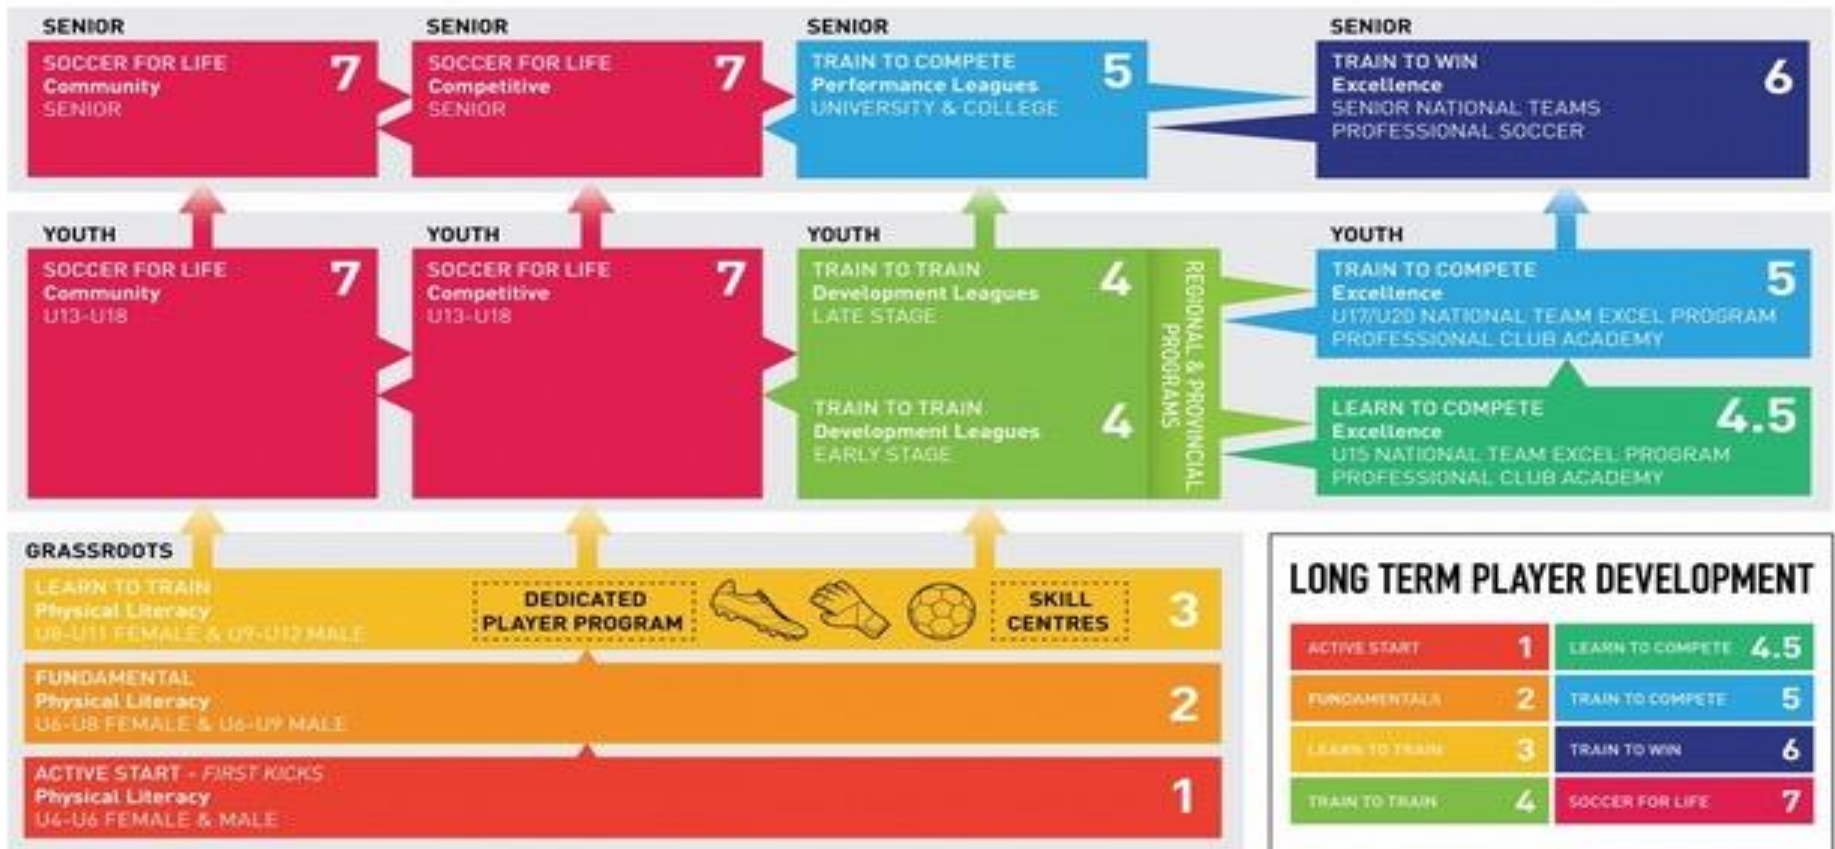 SENIOR
SOCCER FOR LIFE
7
Community
SENIOR
SENIOR
SOCCER FOR LIFE
7
Competitive
SENIOR
SENIOR
TRAIN TO COMPETE
5
Performance Leagues
UNIVERSITY & COLLEGE
SENIOR
TRAIN TO WIN
6
Excellence
SENIOR NATIONAL TEAMS
PROFESSIONAL SOCCER
YOUTH
SOCCER FOR LIFE
7
Community
U13-U18
YOUTH
SOCCER FOR LIFE
7
Competitive
U13-U18
YOUTH
TRAIN TO TRAIN
4
Development Leagues
LATE STAGE
TRAIN TO TRAIN
4
Development Leagues
EARLY STAGE
REGIONAL & PROVINCIAL
PROGRAMS
YOUTH
TRAIN TO COMPETE
5
Excellence
U17/U20 NATIONAL TEAM EXCEL PROGRAM
PROFESSIONAL CLUB ACADEMY
LEARN TO COMPETE
4.5
Excellence
U15 NATIONAL TEAM EXCEL PROGRAM
PROFESSIONAL CLUB ACADEMY
GRASSROOTS
LEARN TO TRAIN
Physical Literacy
U8-U11 FEMALE & U9-U12 MALE
DEDICATED
PLAYER PROGRAM
SKILL
CENTRES
3
FUNDAMENTAL
Physical Literacy
U6-U8 FEMALE & U6-U9 MALE
2
ACTIVE START - FIRST KICKS
Physical Literacy
U4-U6 FEMALE & MALE
1
LONG TERM PLAYER DEVELOPMENT
ACTIVE START 1
LEARN TO COMPETE 4.5
FUNDAMENTALS 2
TRAIN TO COMPETE 5
LEARN TO TRAIN 3
TRAIN TO WIN 6
TRAIN TO TRAIN 4
SOCCER FOR LIFE 7